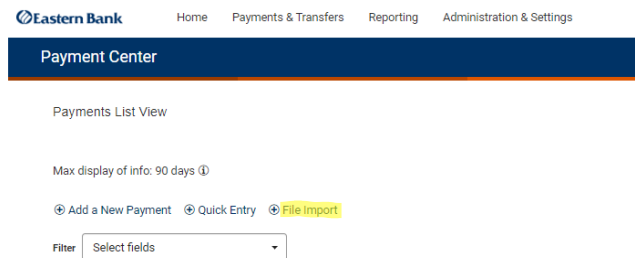 Eastern Bank Home Payments & Transfers Reporting Administration & Settings
Payment Center
Payments List View
Max display of info: 90 days
Add a New Payment Quick Entry File Import
Filter Select fields